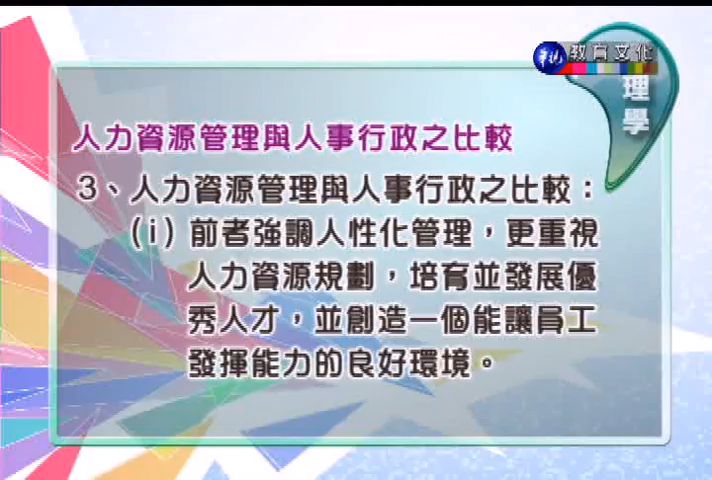 華視 教育文化
理學
人力資源管理與人事行政之比較
3、人力資源管理與人事行政之比較：
(i) 前者強調人性化管理，更重視
人力資源規劃，培育並發展優
秀人才，並創造一個能讓員工
發揮能力的良好環境。